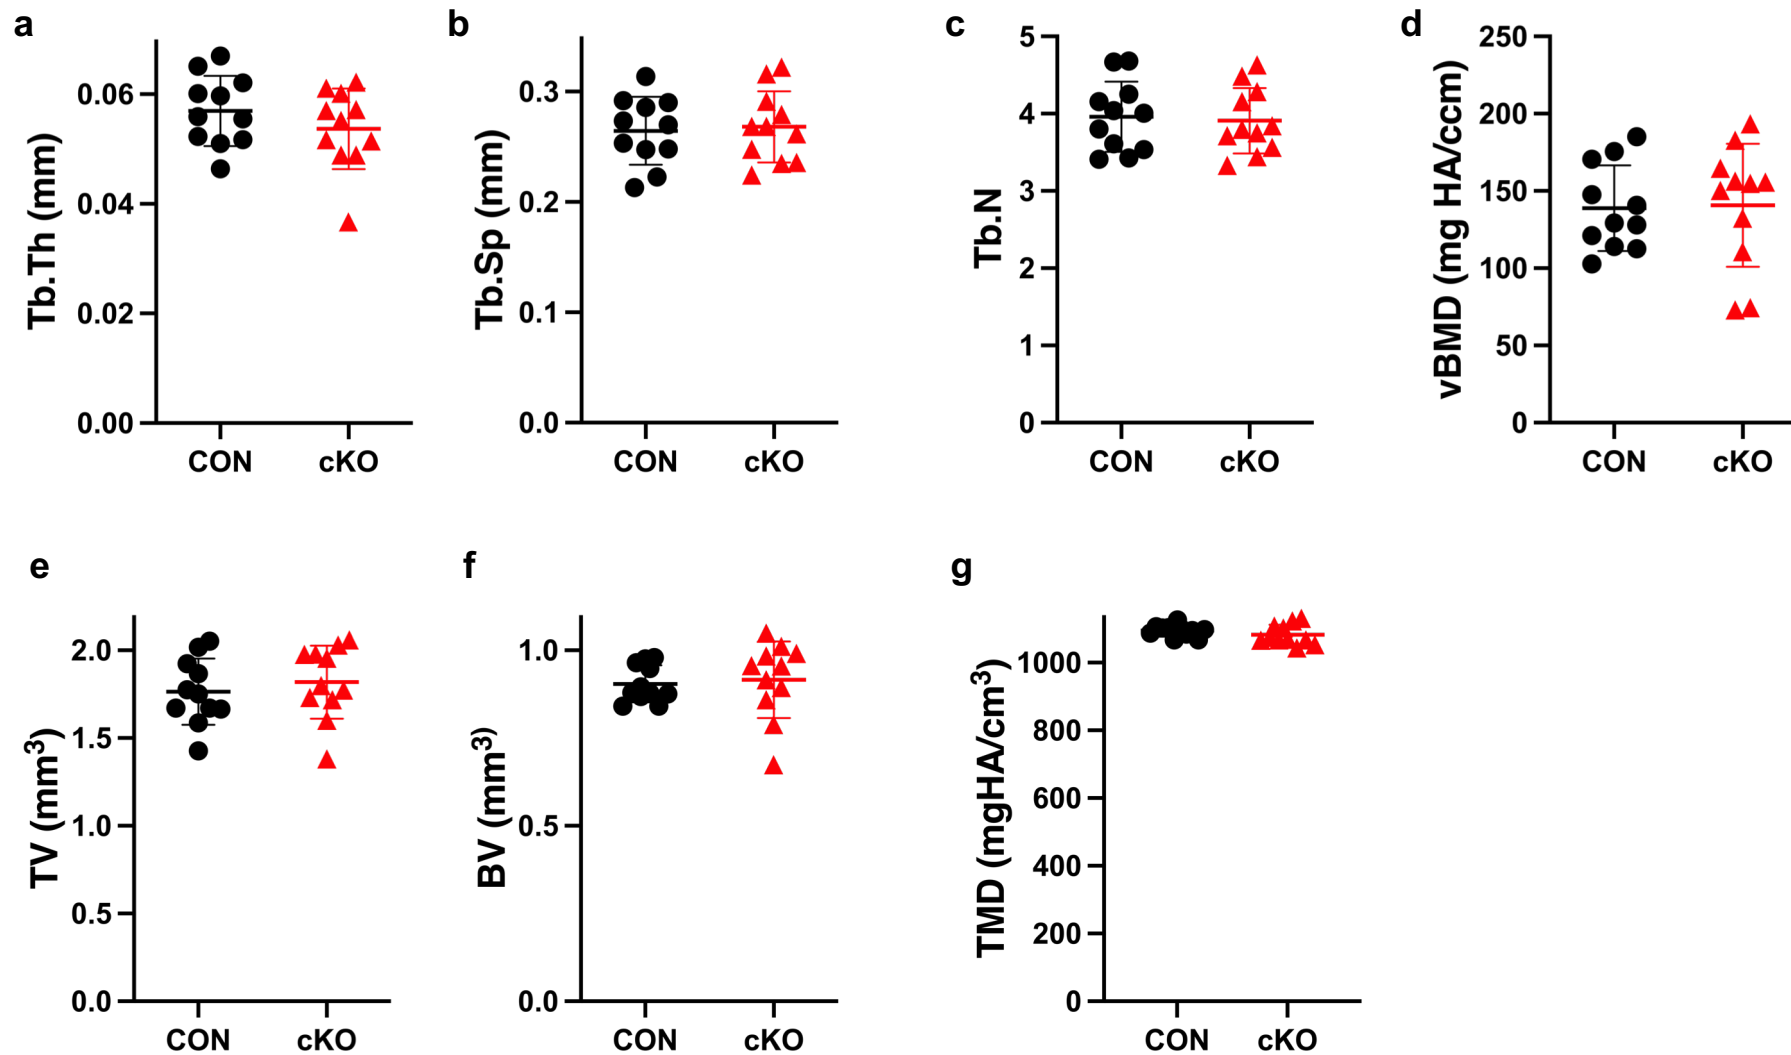 a
Tb.Th (mm)
0.06
0.04
0.02
0.00
CON cKO
b
Tb.Sp (mm)
0.3
0.2
0.1
0.0
CON cKO
c
Tb.N
5
4
3
2
1
0
CON cKO
d
vBMD (mg HA/ccm)
250
200
150
100
50
0
CON cKO
e
TV (mm³)
2.0
1.5
1.0
0.5
0.0
CON cKO
f
BV (mm³)
1.0
0.5
0.0
CON cKO
g
TMD (mgHA/cm³)
1000
800
600
400
200
0
CON cKO